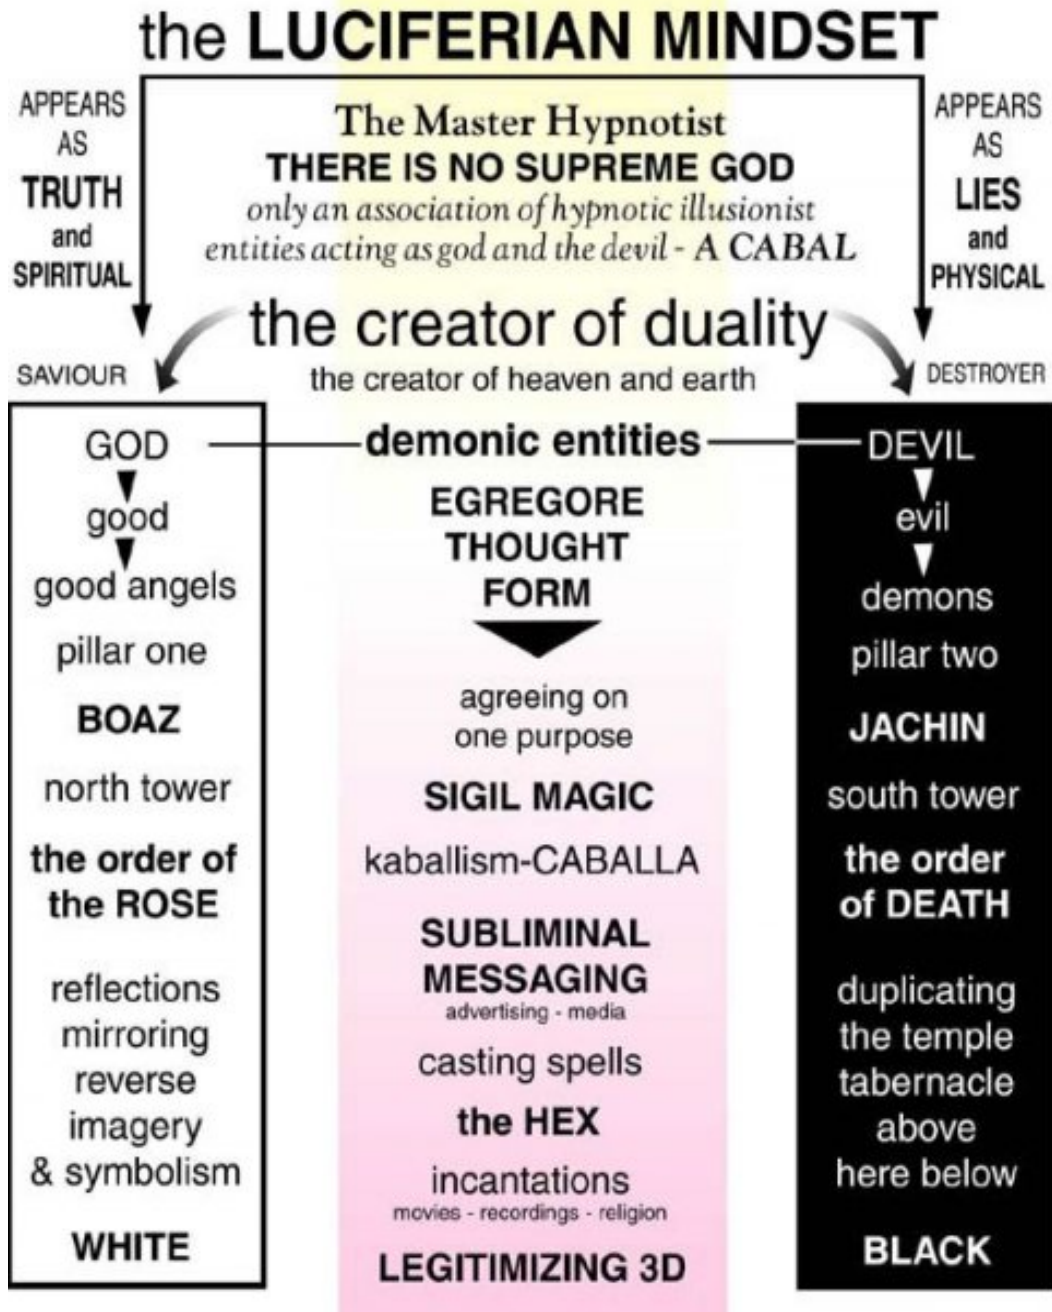 the LUCIFERIAN MINDSET
APPEARS
AS
TRUTH
and
SPIRITUAL
The Master Hypnotist
THERE IS NO SUPREME GOD
only an association of hypnotic illusionist
entities acting as god and the devil - A CABAL
APPEARS
AS
LIES
and
PHYSICAL
the creator of duality
the creator of heaven and earth
SAVIOUR
DESTROYER
GOD
good
good angels
pillar one
BOAZ
north tower
the order of
the ROSE
reflections
mirroring
reverse
imagery
& symbolism
WHITE
demonic entities
EGREGORE
THOUGHT
FORM
agreeing on
one purpose
SIGIL MAGIC
kaballism-CABALLA
SUBLIMINAL
MESSAGING
advertising - media
casting spells
the HEX
incantations
movies - recordings - religion
LEGITIMIZING 3D
DEVIL
evil
demons
pillar two
JACHIN
south tower
the order
of DEATH
duplicating
the temple
tabernacle
above
here below
BLACK